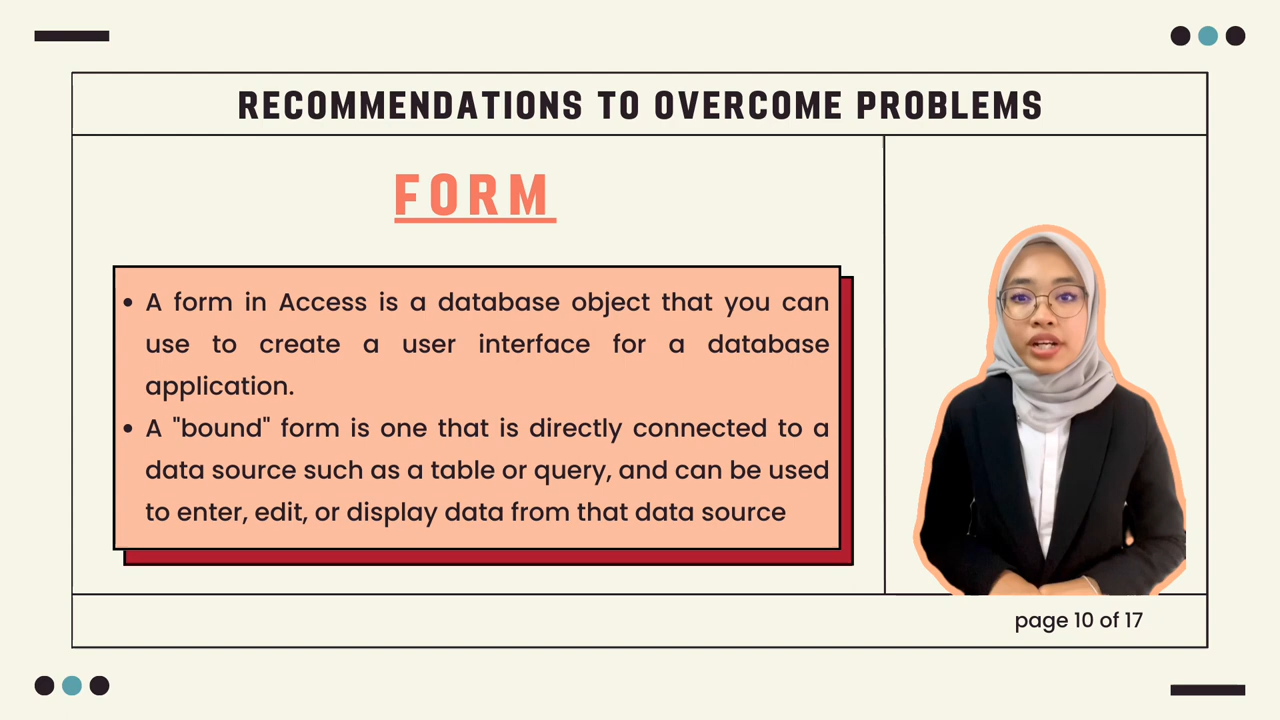 RECOMMENDATIONS TO OVERCOME PROBLEMS
FORM
• A form in Access is a database object that you can
use to create a user interface for a database
application.
• A "bound" form is one that is directly connected to a
data source such as a table or query, and can be used
to enter, edit, or display data from that data source
page 10 of 17